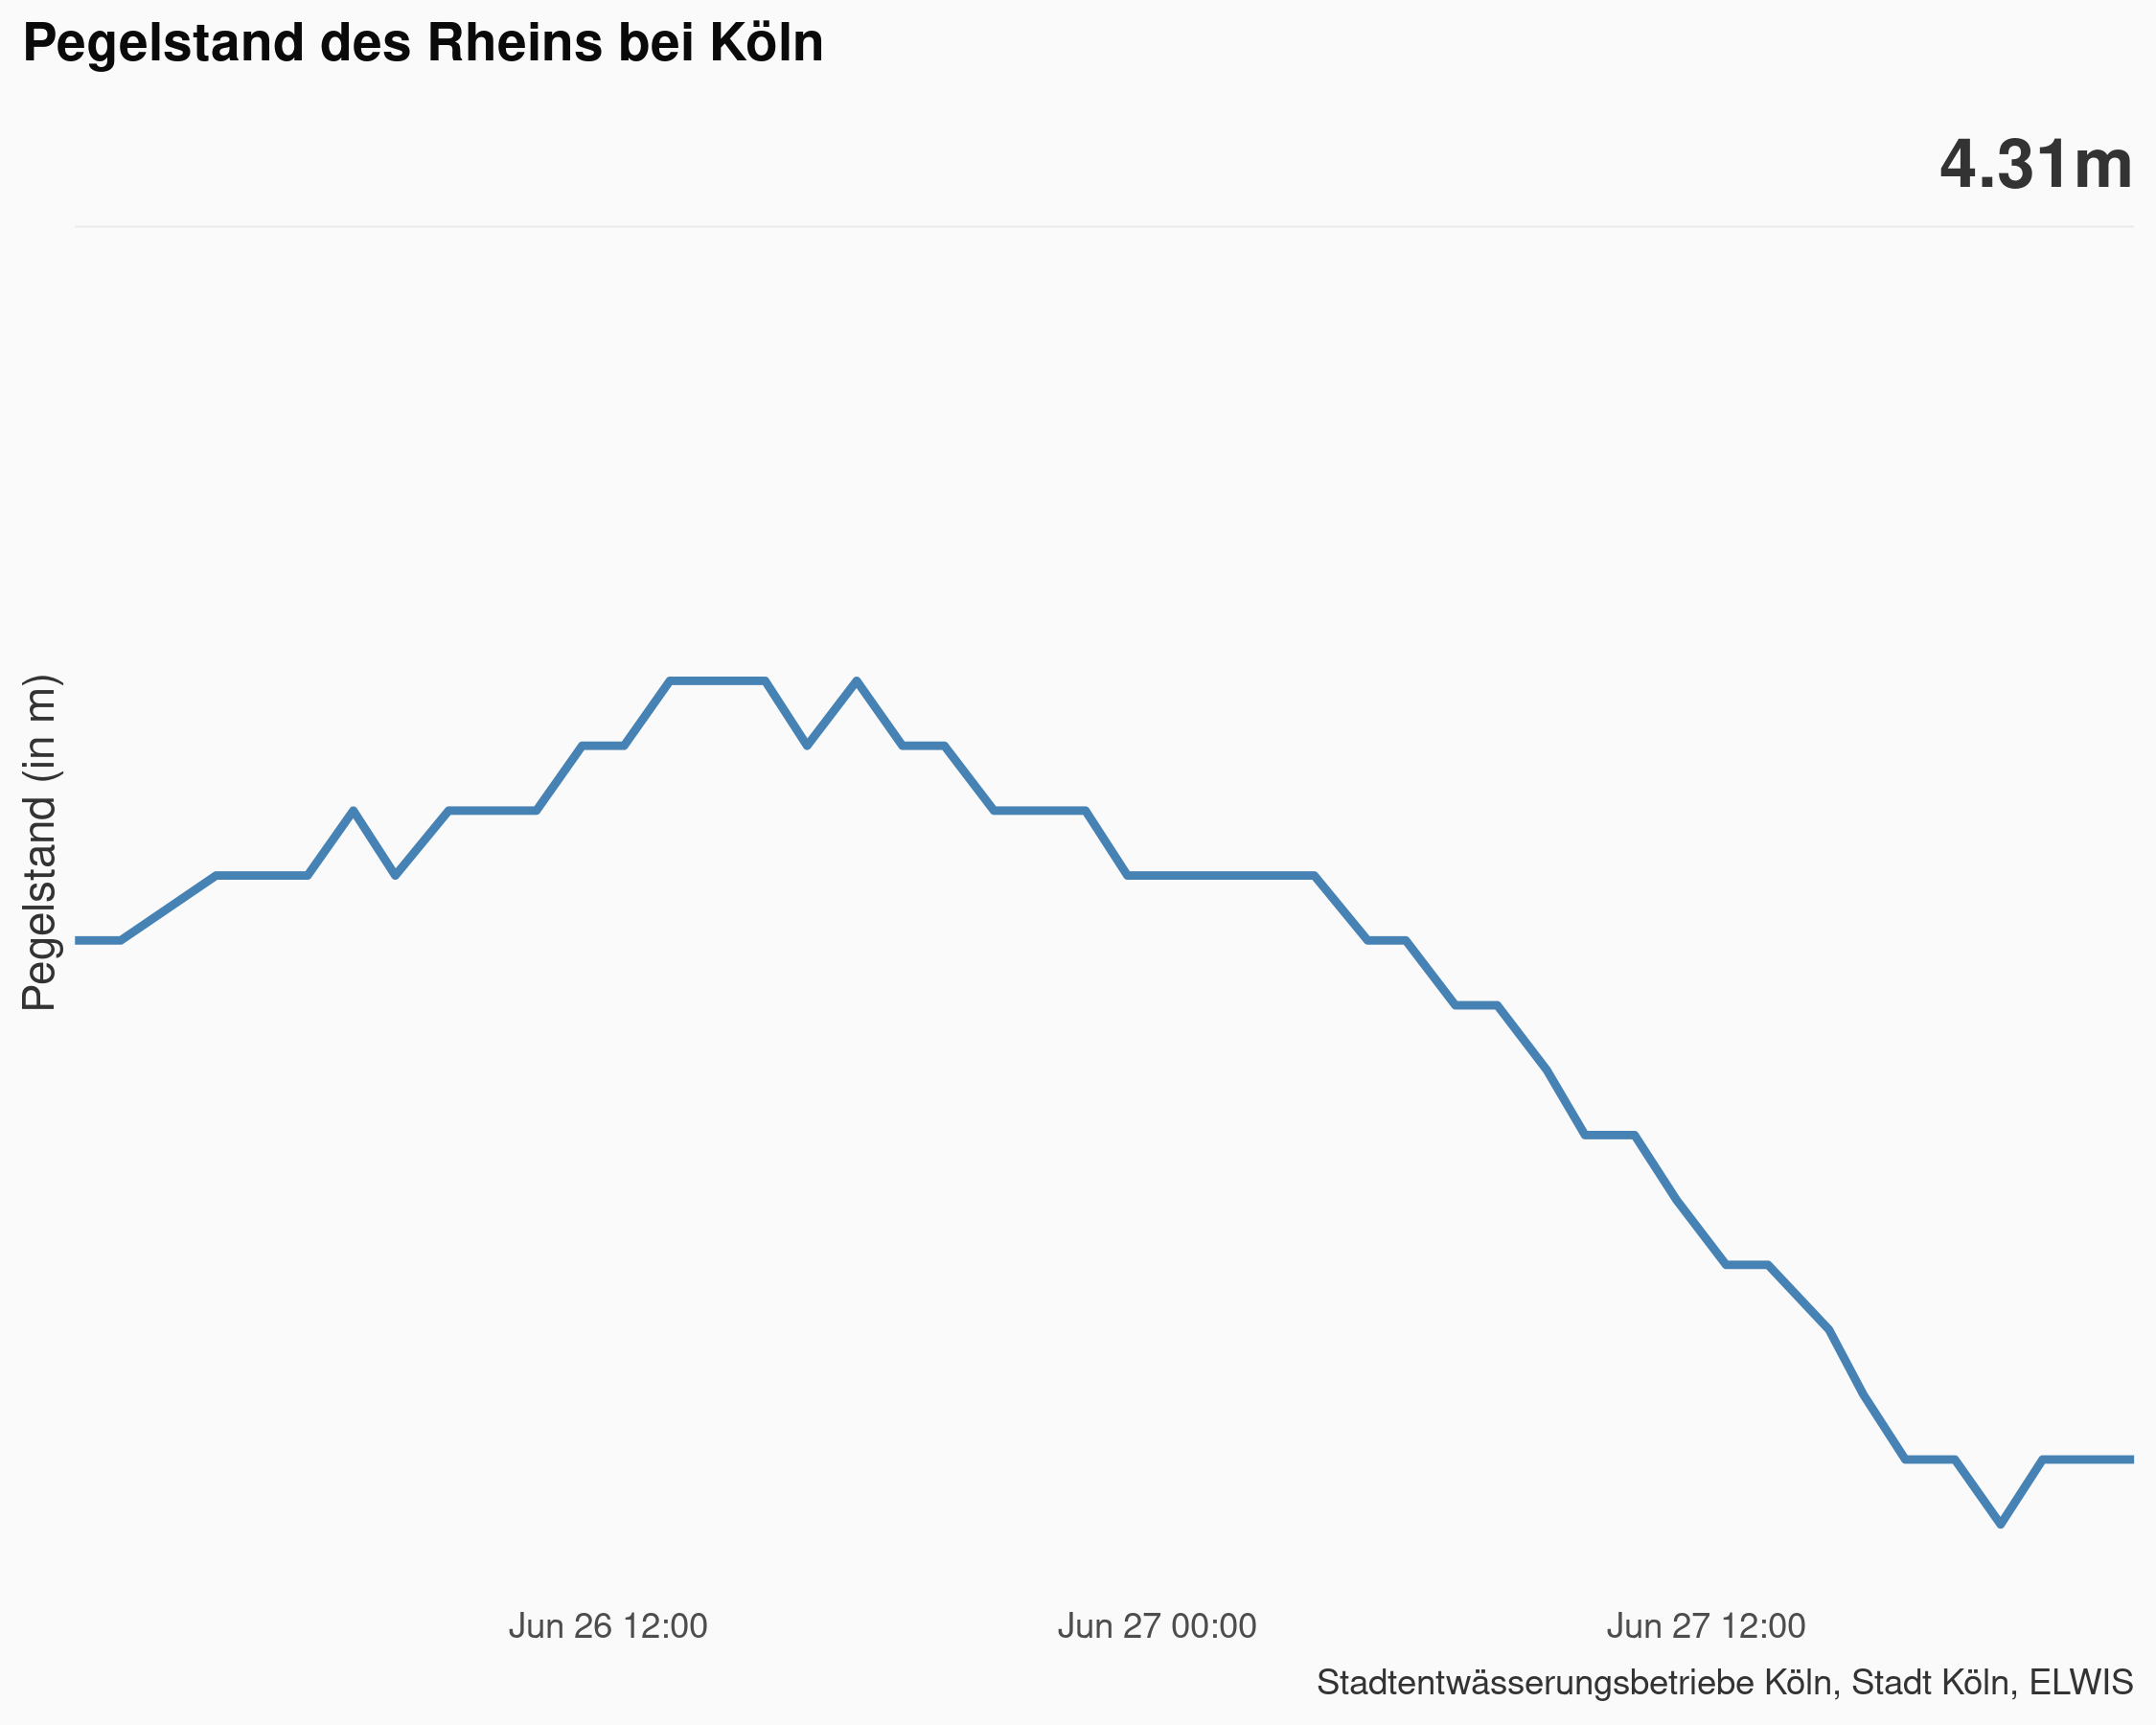 Pegelstand des Rheins bei Köln
4.31m
Pegelstand (in m)
Jun 26 12:00
Jun 27 00:00
Jun 27 12:00
Stadtentwässerungsbetriebe Köln, Stadt Köln, ELWIS